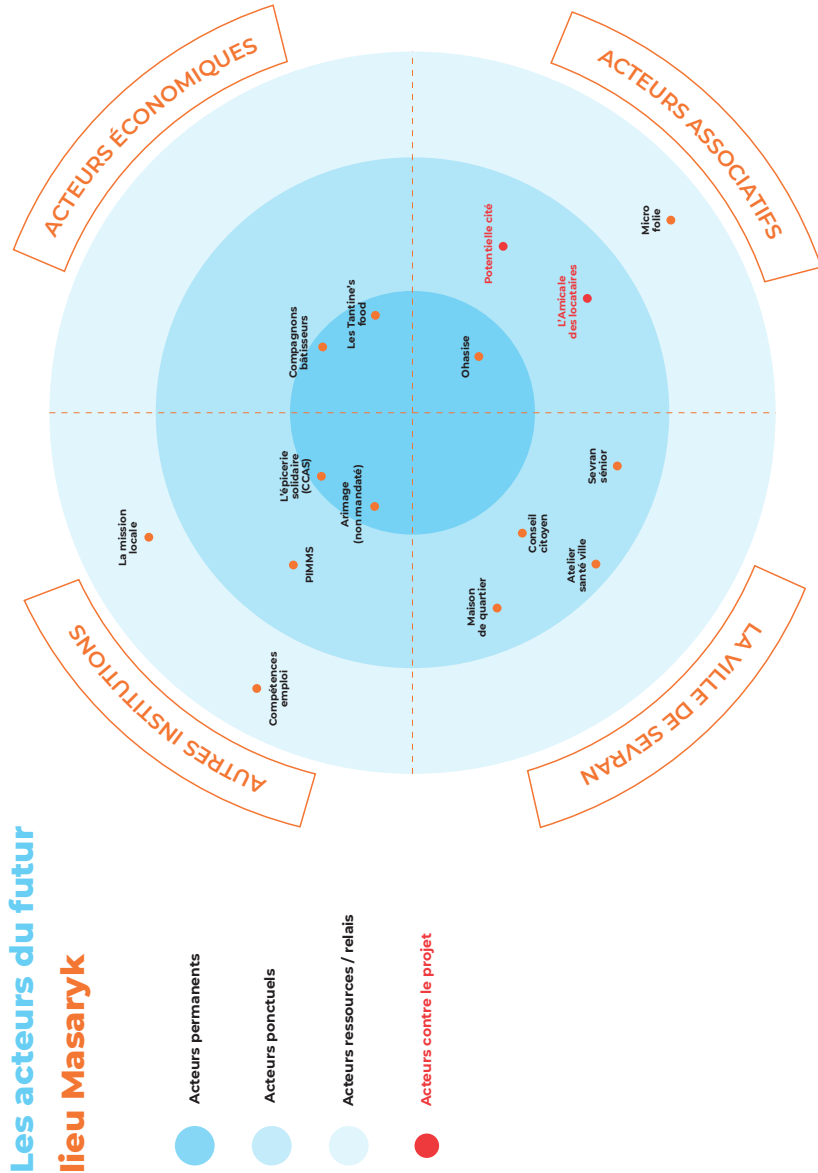 Les acteurs du futur
lieu Masaryk
Acteurs permanents
Acteurs ponctuels
Acteurs ressources / relais
Acteurs contre le projet
AUTRES INSTITUTIONS
ACTEURS ÉCONOMIQUES
LA VILLE DE SEVRAN
ACTEURS ASSOCIATIFS
Compétences
emploi
La mission
locale
PIMMS
L'épicerie
solidaire
(CCAS)
Arimage
(non mandaté)
Compagnons
bâtisseurs
Les Tantine's
food
Maison
de quartier
Conseil
citoyen
Atelier
santé ville
Sevran
sénior
Ohasise
Potentielle cité
L'Amicale
des locataires
Micro
folie